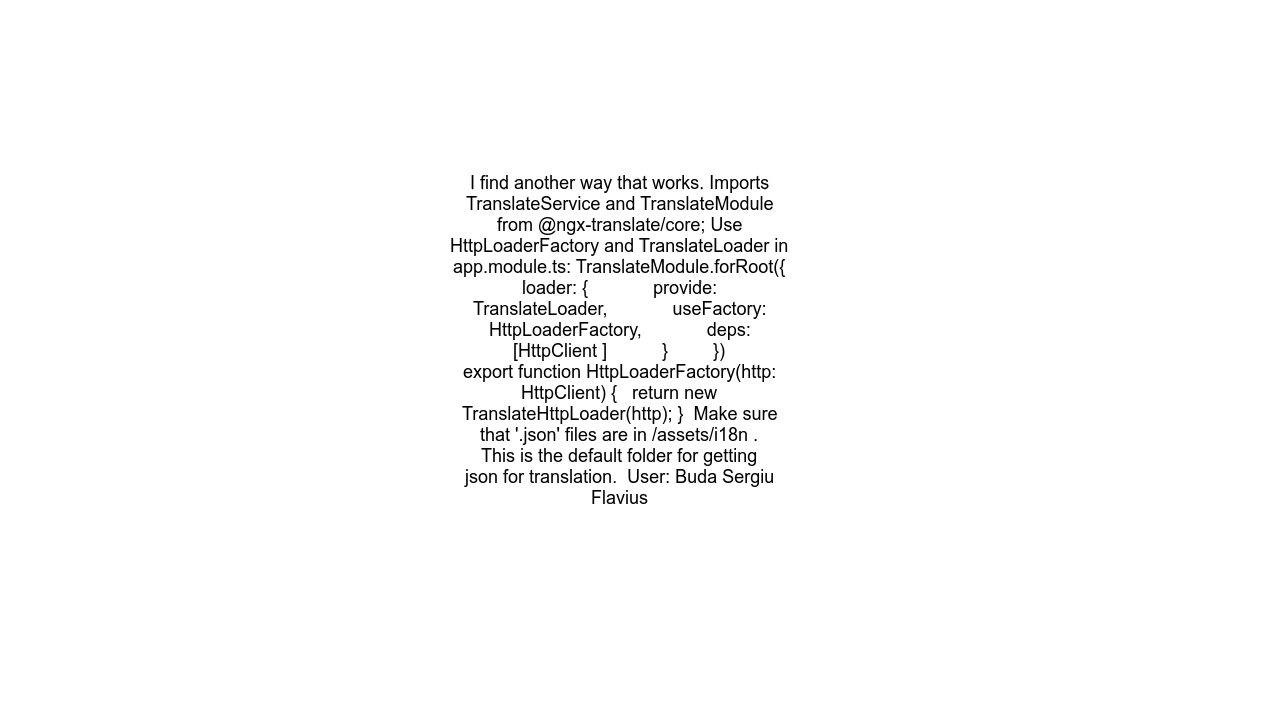 I find another way that works. Imports
TranslateService and TranslateModule
from @ngx-translate/core; Use
HttpLoaderFactory and TranslateLoader in
app.module.ts: TranslateModule.forRoot({
loader: { provide:
TranslateLoader, useFactory:
HttpLoaderFactory, deps:
[HttpClient ] } })
export function HttpLoaderFactory(http:
HttpClient) { return new
TranslateHttpLoader(http); } Make sure
that '.json' files are in /assets/i18n .
This is the default folder for getting
json for translation. User: Buda Sergiu
Flavius